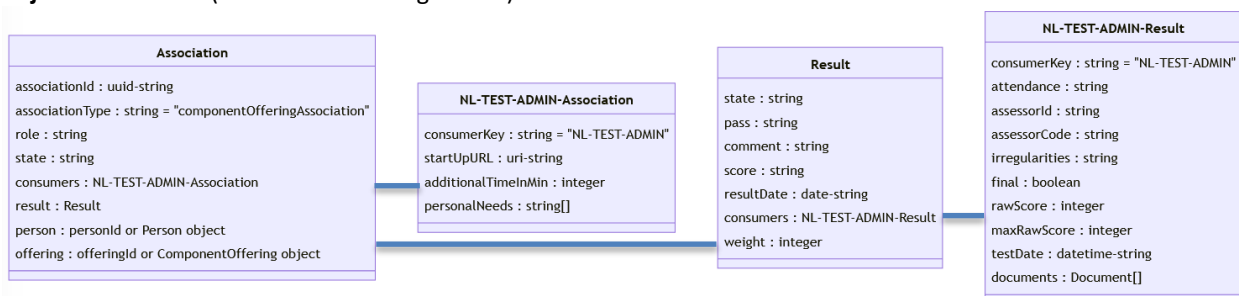 Association
associationId : uuid-string
associationType : string = "componentOfferingAssociation"
role : string
state : string
consumers : NL-TEST-ADMIN-Association
result : Result
person : personId or Person object
offering : offeringId or ComponentOffering object
NL-TEST-ADMIN-Association
consumerKey : string = "NL-TEST-ADMIN"
startUpURL : uri-string
additionalTimeInMin : integer
personalNeeds : string[]
Result
state : string
pass : string
comment : string
score : string
resultDate : date-string
consumers : NL-TEST-ADMIN-Result
weight : integer
NL-TEST-ADMIN-Result
consumerKey : string = "NL-TEST-ADMIN"
attendance : string
assessorId : string
assessorCode : string
irregularities : string
final : boolean
rawScore : integer
maxRawScore : integer
testDate : datetime-string
documents : Document[]